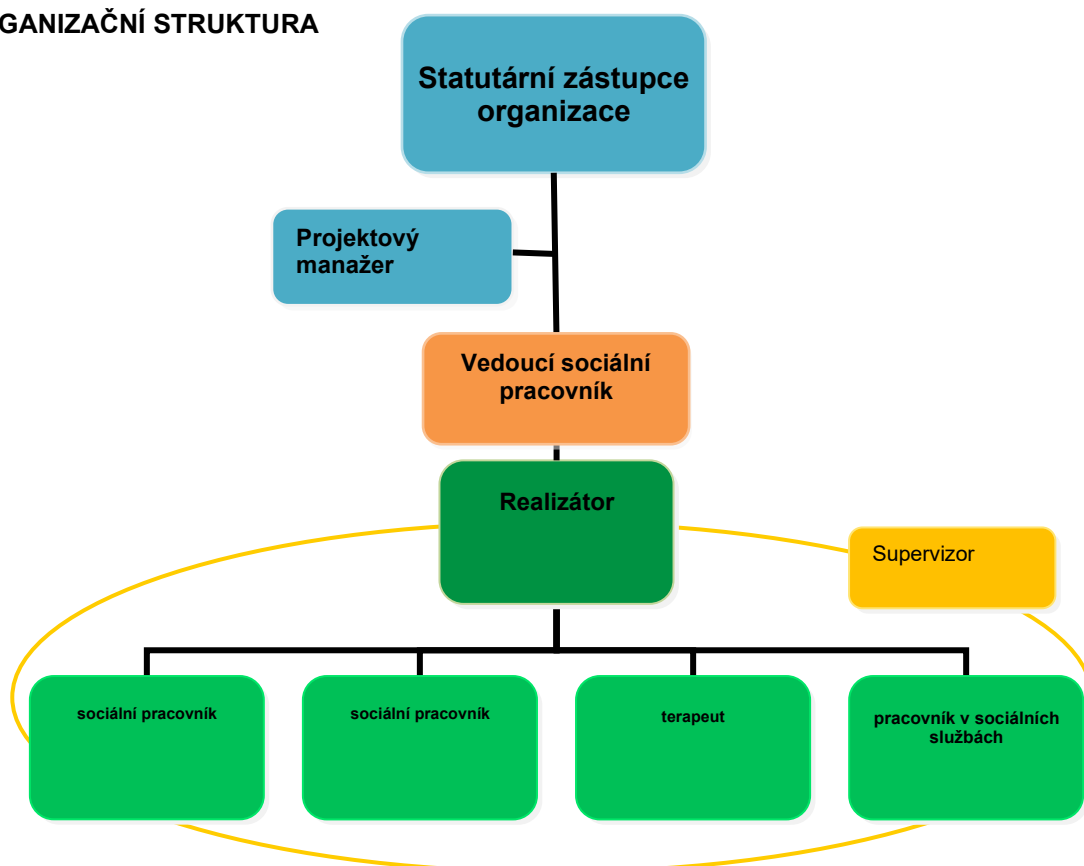 GANIZAČNÍ STRUKTURA
Statutární zástupce
organizace
Projektový
manažer
Vedoucí sociální
pracovník
Realizátor
Supervizor
sociální pracovník
sociální pracovník
terapeut
pracovník v sociálních
službách